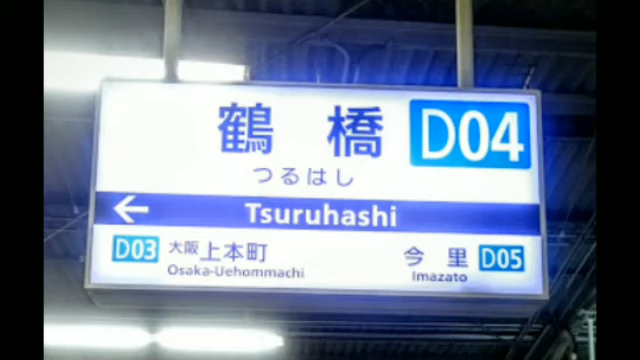 鶴橋 D04
つるはし
← Tsuruhashi
D03 大阪上本町 今里 D05
Osaka-Uehommachi Imazato